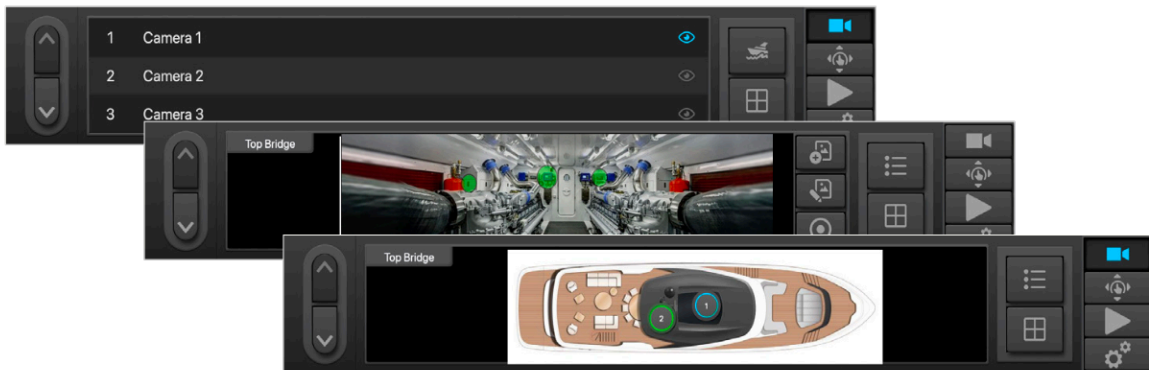 1 Camera 1
2 Camera 2
3 Camera 3
Top Bridge
Top Bridge
2
1